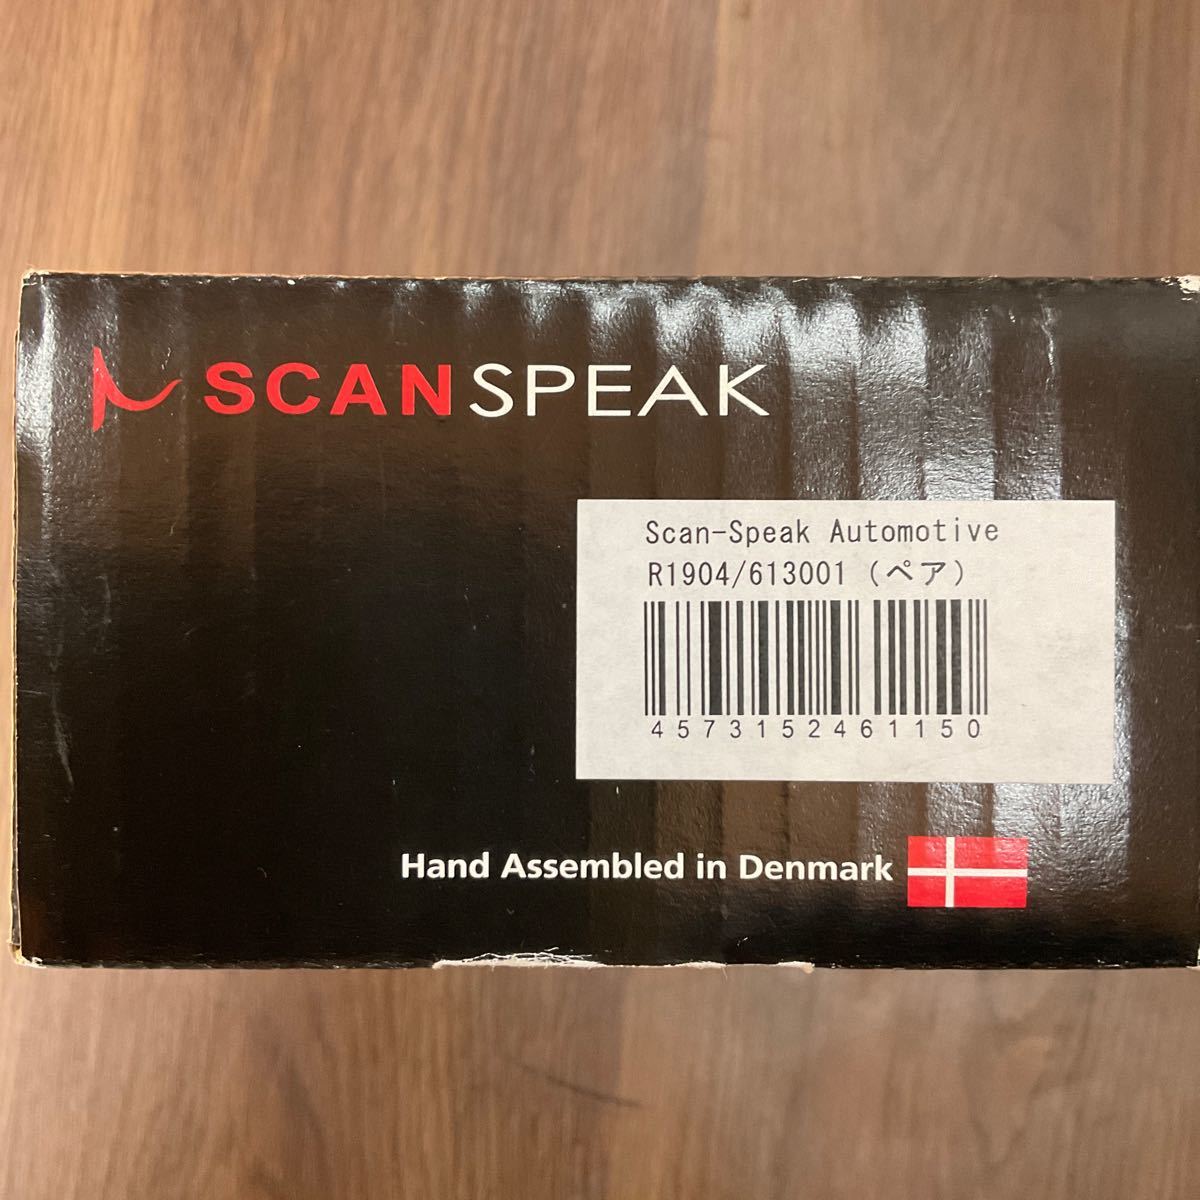 SCANSPEAK
Scan-Speak Automotive
R1904/613001 (ペア)
4573152461150
Hand Assembled in Denmark